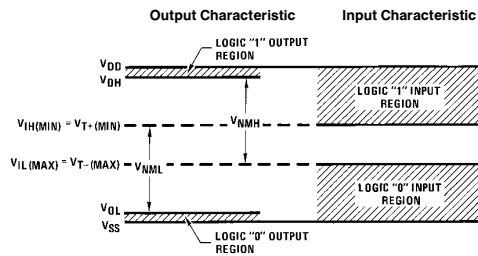 Output Characteristic
Input Characteristic
LOGIC "1" OUTPUT
REGION
VDD
VOH
LOGIC "1" INPUT
REGION
VIH(MIN) = VT+(MIN)
VNMH
VIL(MAX) = VT-(MAX)
VNML
LOGIC "0" INPUT
REGION
VOL
VSS
LOGIC "0" OUTPUT
REGION